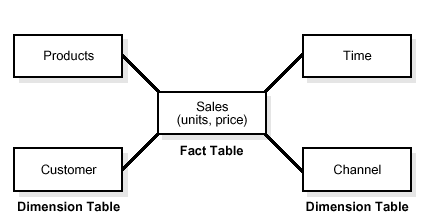 Products
Time
Sales
(units, price)
Fact Table
Customer
Channel
Dimension Table
Dimension Table